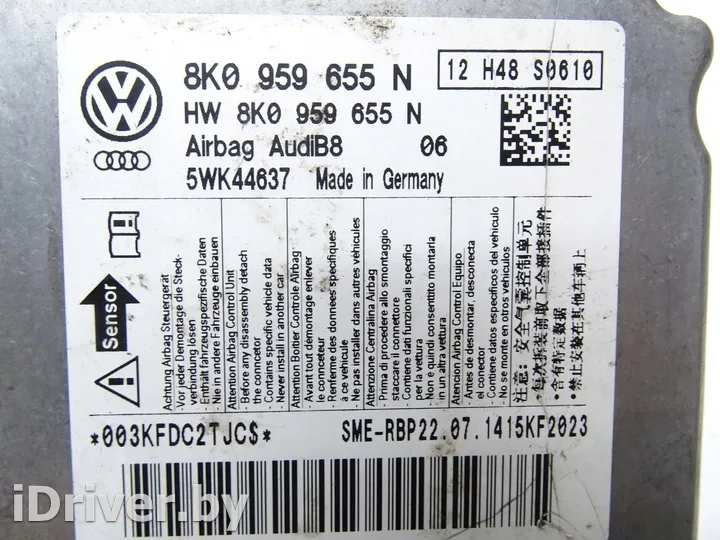 8K0 959 655 N
12 H48 S0610
HW 8K0 959 655 N
Airbag AudiB8 06
5WK44637 Made in Germany
Sensor
Achtung Airbag Steuergerät
-Vor jeder Demontage die Steck-
verbindung lösen
Enthält fahrzeugspezifische Daten
-Nie in andere Fahrzeuge einbauen
Attention Airbag Control Unit
- Before any disassembly detach
the connector
- Contains specific vehicle data
- Never install in another car
Attention Boitier Contrôle Airbag
- Avant tout démontage enlever
le connceteur
- Renferme des données spécifiques
a ce véhicule
- Ne pas installer dans autres véhicules
Attenzione Centralina Airbag
- Prima di procedere allo smontaggio
staccare il connettore
- Contiene dati funzionali specifici
per la vettura
- Non e quindi consentitto montaria
in un altra vettura
Atencion Airbag Control Equipo
- Antes de desmontar, desconecta
el conector
- Contiene datos especificos del vehiculo
- No se monte en otros vehículos
注意: 安全气囊控制单元
•每次拆装前取下全部接插件
•含有特定数据
•禁止安装在其他车辆上
*003KFDC2TJC$*
SME-RBP22.07.1415KF2023
iDriver.by